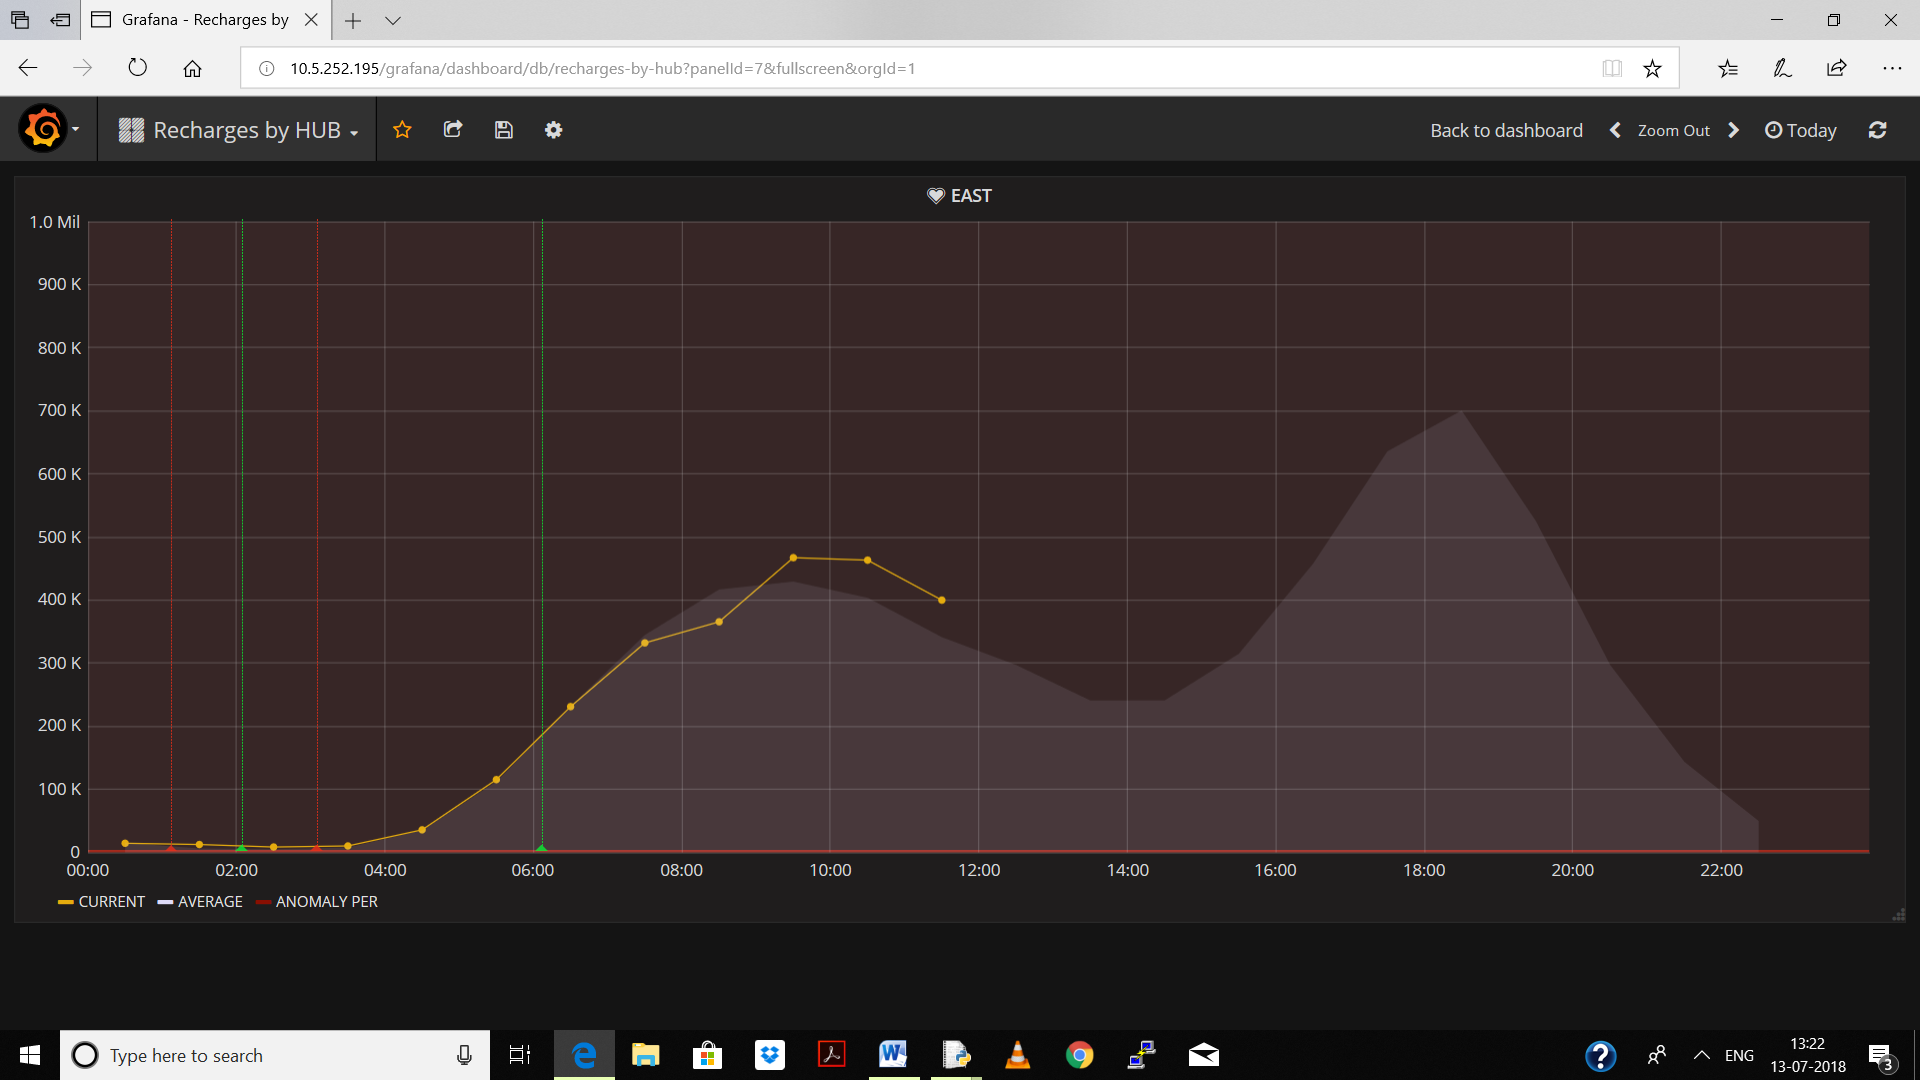 Grafana - Recharges by
10.5.252.195/grafana/dashboard/db/recharges-by-hub?panelId=7&fullscreen&orgId=1
Recharges by HUB
Back to dashboard
Zoom Out
Today
EAST
1.0 Mil
900 K
800 K
700 K
600 K
500 K
400 K
300 K
200 K
100 K
0
00:00 02:00 04:00 06:00 08:00 10:00 12:00 14:00 16:00 18:00 20:00 22:00
CURRENT AVERAGE ANOMALY PER
Type here to search
ENG
13:22
13-07-2018
3